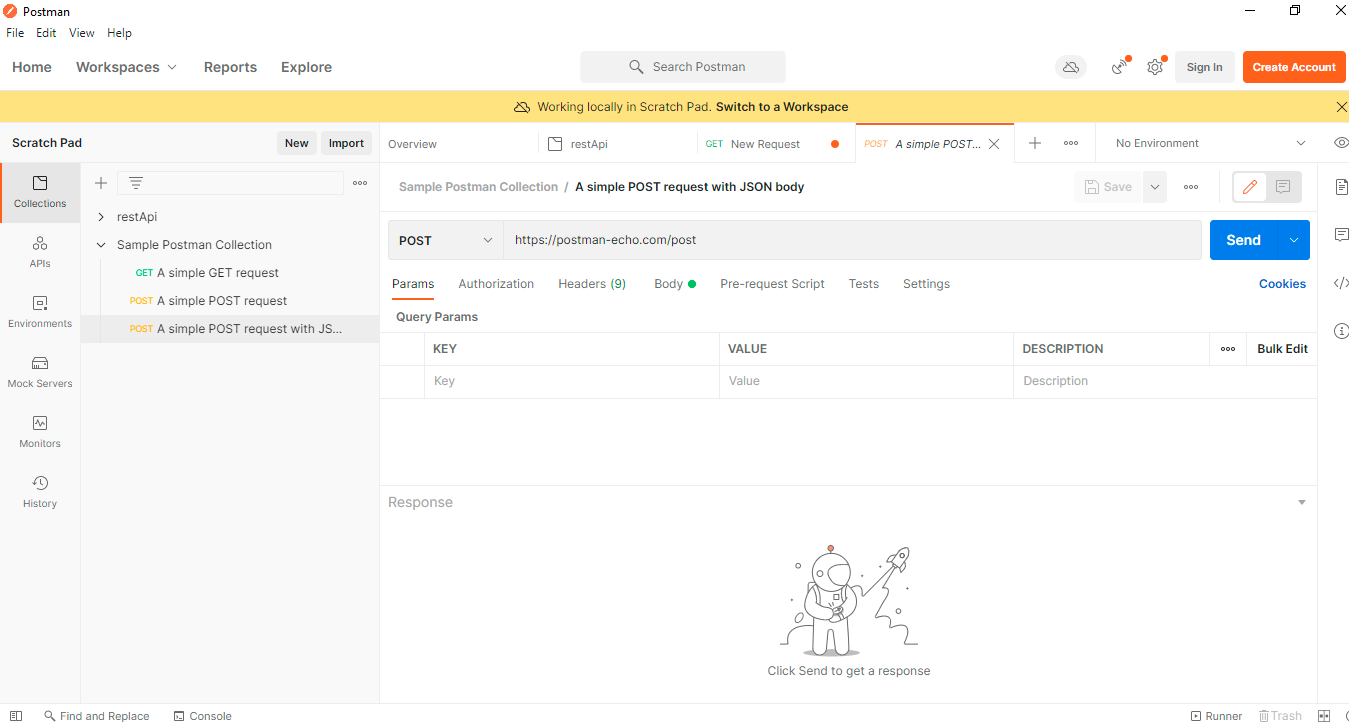 Postman
File Edit View Help
Home Workspaces Reports Explore Search Postman Sign In Create Account
Working locally in Scratch Pad. Switch to a Workspace
Scratch Pad New Import Overview restApi GET New Request POST A simple POST... No Environment
Sample Postman Collection / A simple POST request with JSON body Save
Collections
restApi
Sample Postman Collection
GET A simple GET request
POST A simple POST request
POST A simple POST request with JS...
APIs
Environments
Mock Servers
Monitors
History
POST https://postman-echo.com/post Send
Params Authorization Headers (9) Body Pre-request Script Tests Settings Cookies
Query Params
KEY VALUE DESCRIPTION Bulk Edit
Key Value Description
Response
Click Send to get a response
Find and Replace Console Runner Trash